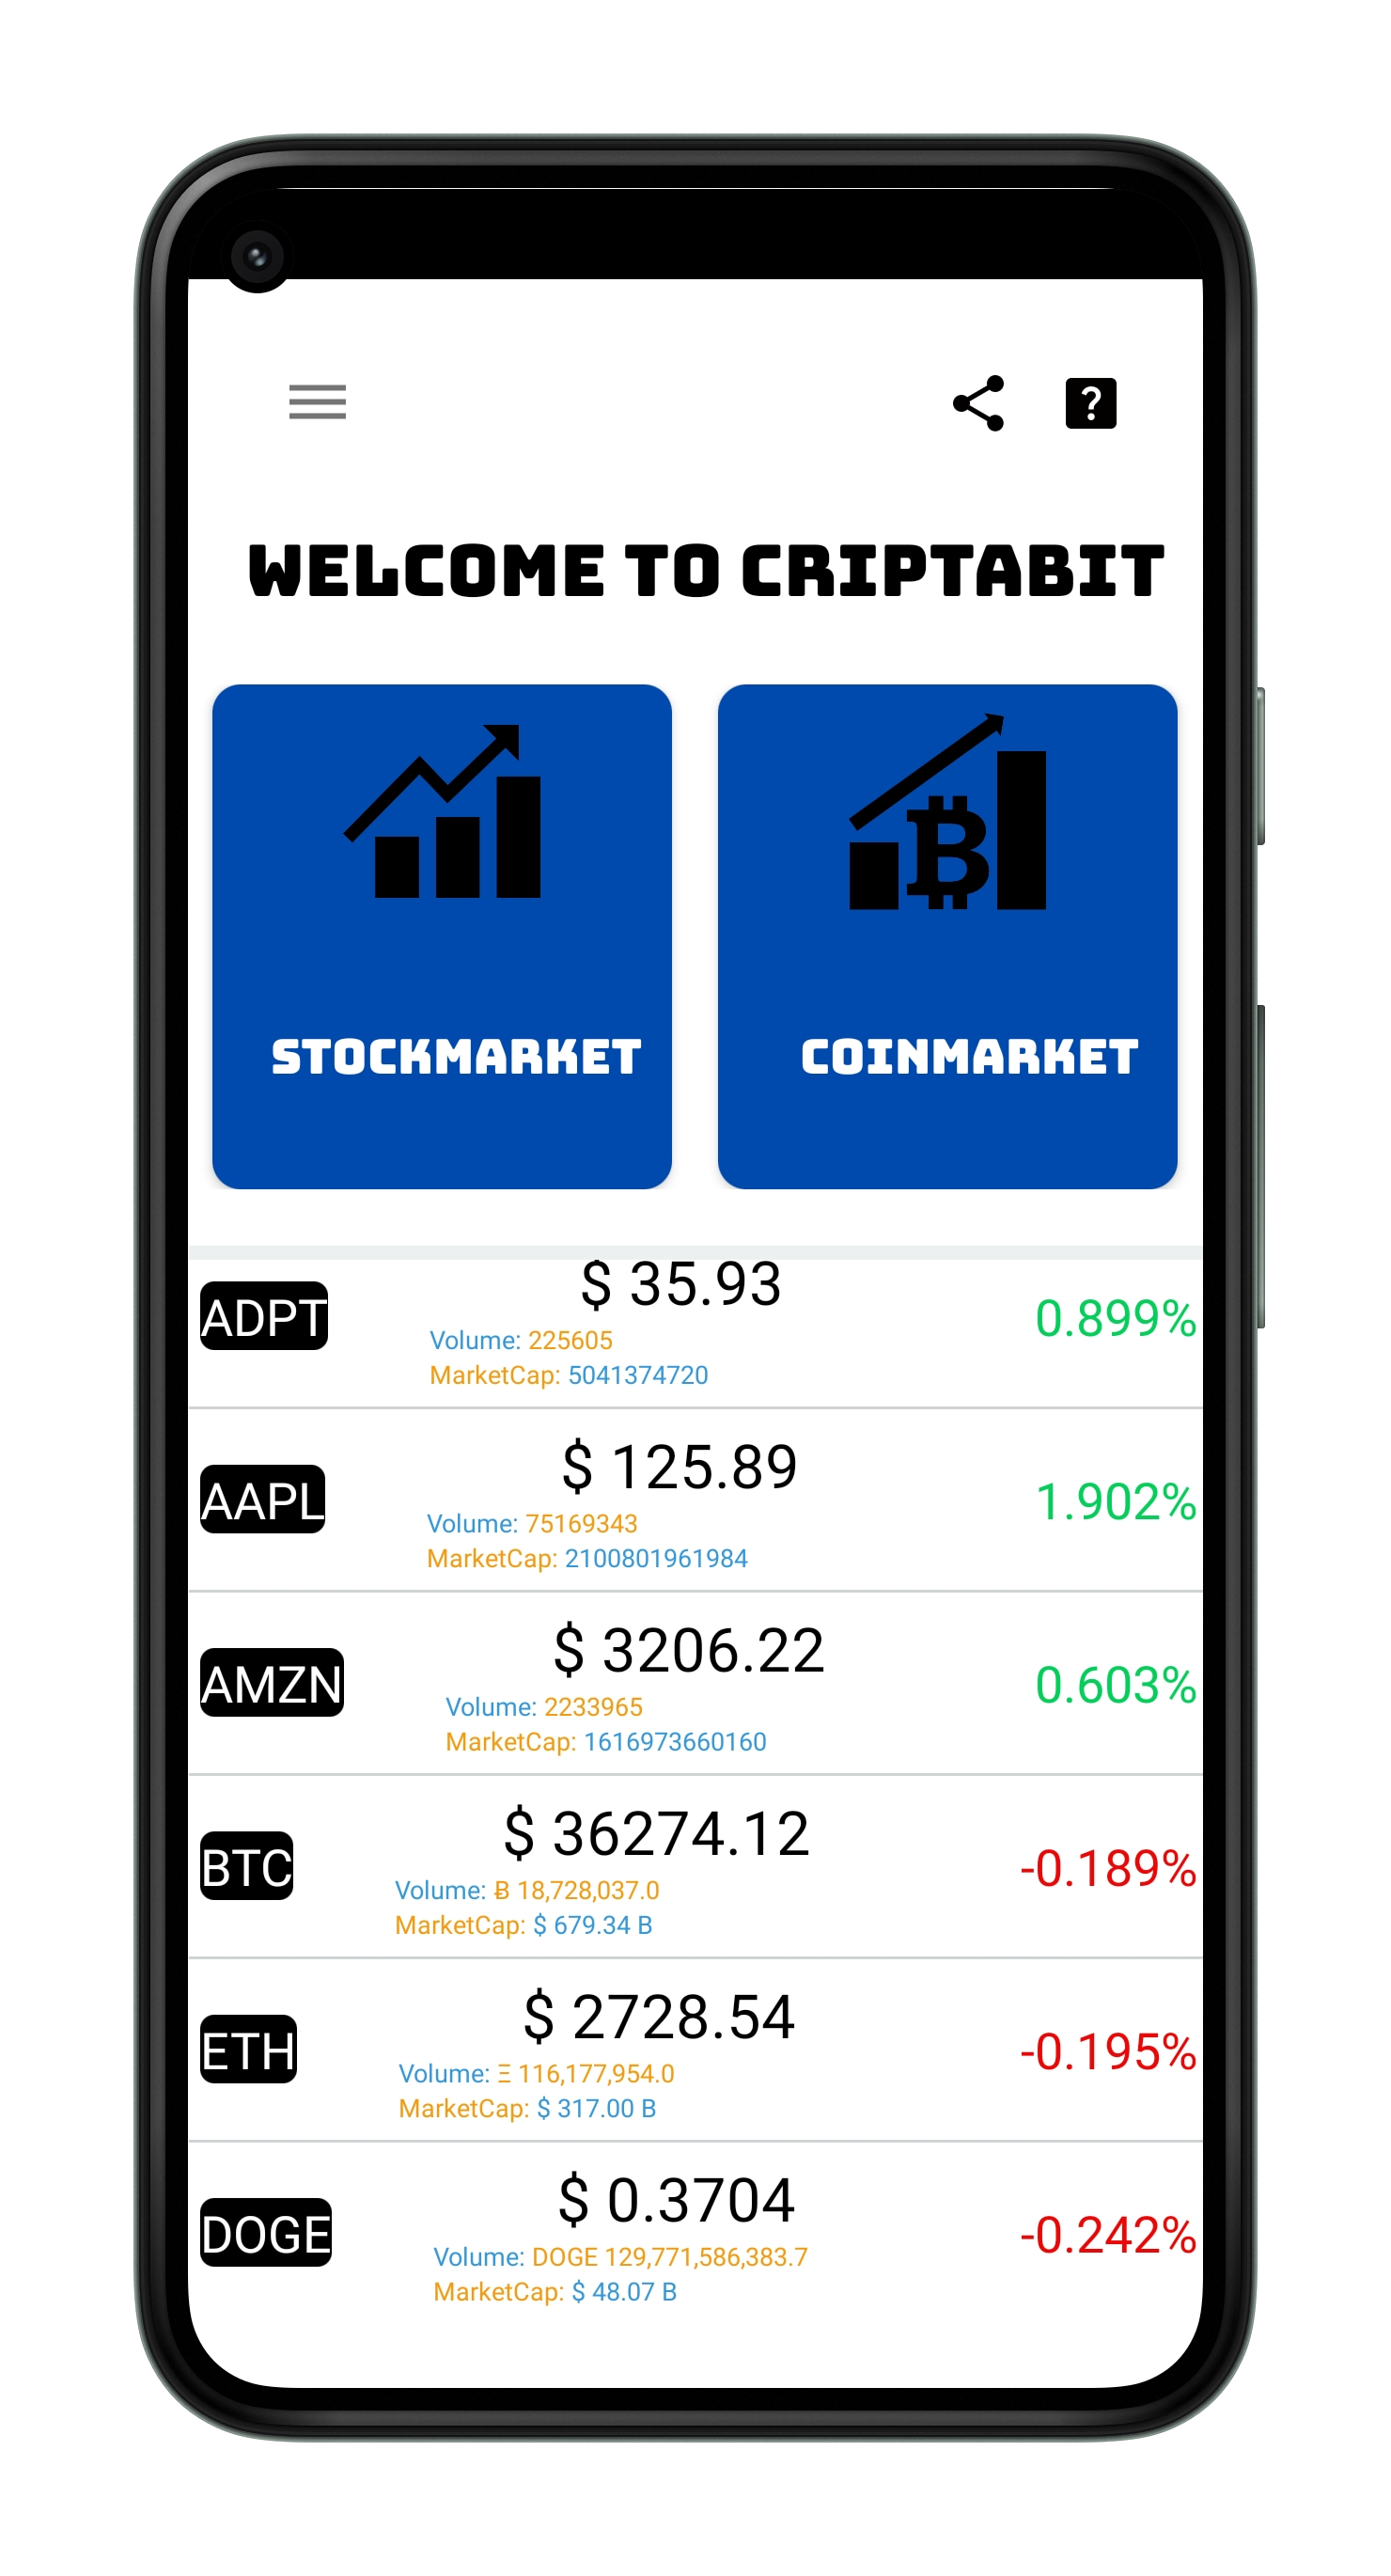 ?
WELCOME TO CRIPTABIT
STOCKMARKET
COINMARKET
ADPT
$ 35.93
Volume: 225605
MarketCap: 5041374720
0.899%
AAPL
$ 125.89
Volume: 75169343
MarketCap: 2100801961984
1.902%
AMZN
$ 3206.22
Volume: 2233965
MarketCap: 1616973660160
0.603%
BTC
$ 36274.12
Volume: Ƀ 18,728,037.0
MarketCap: $ 679.34 B
-0.189%
ETH
$ 2728.54
Volume: Ξ 116,177,954.0
MarketCap: $ 317.00 B
-0.195%
DOGE
$ 0.3704
Volume: DOGE 129,771,586,383.7
MarketCap: $ 48.07 B
-0.242%